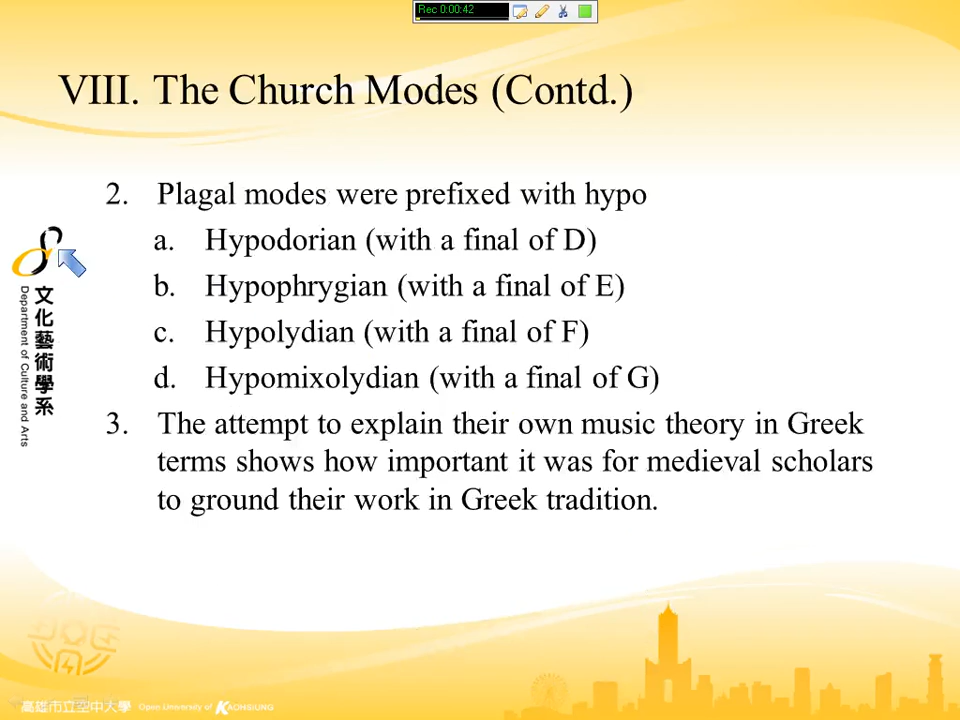 Rec 0:00:42
VIII. The Church Modes (Contd.)
2. Plagal modes were prefixed with hypo
a. Hypodorian (with a final of D)
b. Hypophrygian (with a final of E)
c. Hypolydian (with a final of F)
d. Hypomixolydian (with a final of G)
3. The attempt to explain their own music theory in Greek
terms shows how important it was for medieval scholars
to ground their work in Greek tradition.
文化藝術學系
Department of Culture and Arts
高雄市立空中大學 Open University of KAOHSIUNG